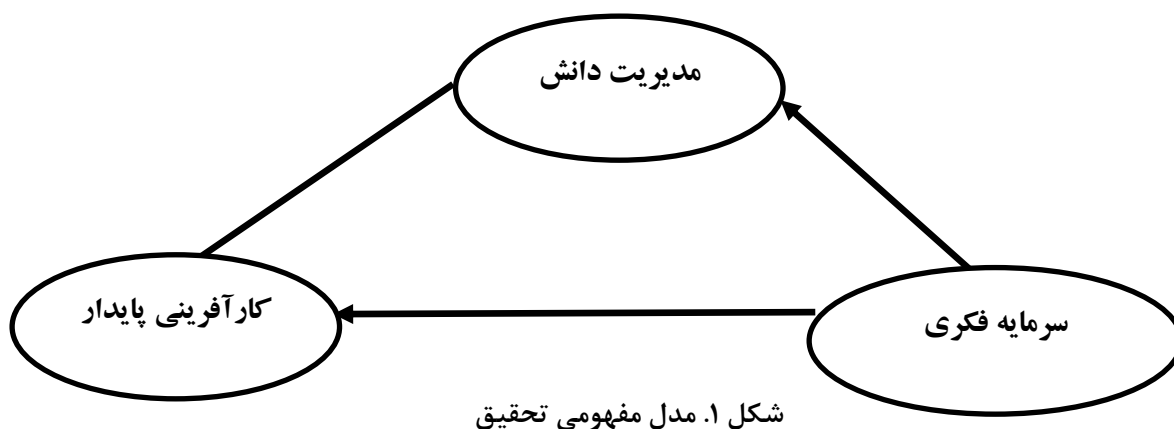 مدیریت دانش
کارآفرینی پایدار
سرمایه فکری
شکل ۱. مدل مفهومی تحقیق